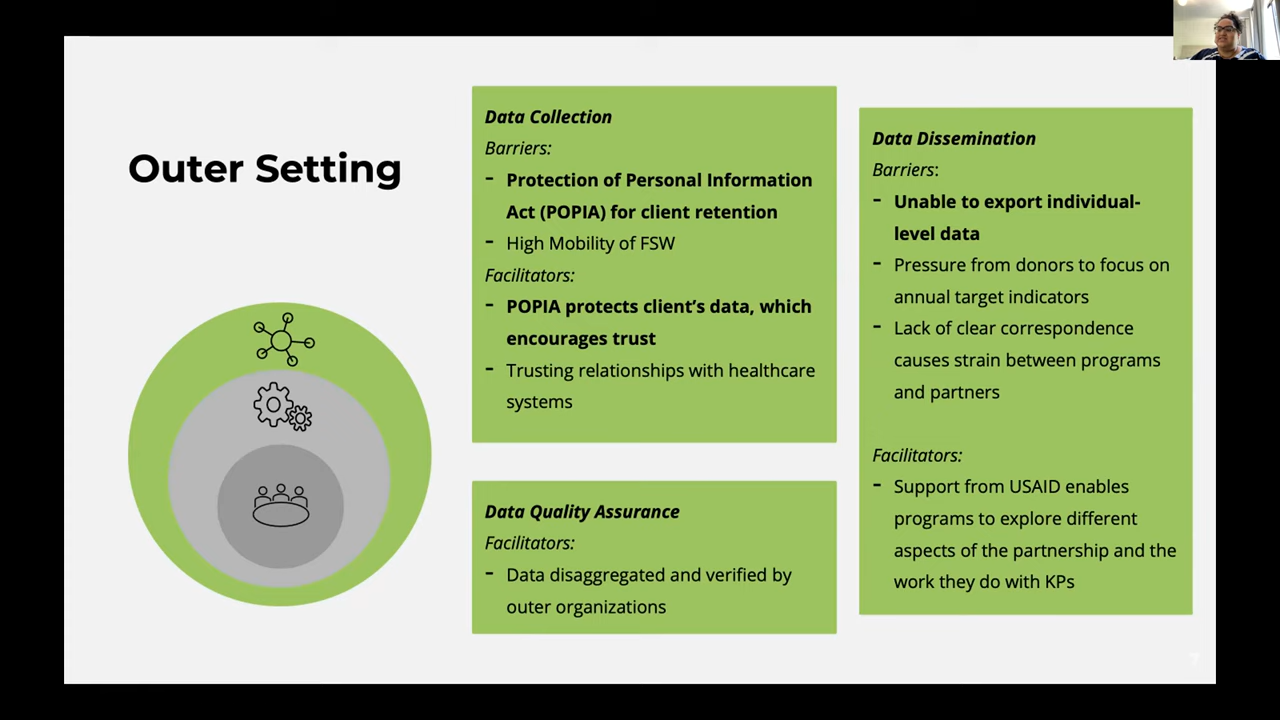 Outer Setting
Data Collection
Barriers:
- Protection of Personal Information
Act (POPIA) for client retention
- High Mobility of FSW
Facilitators:
- POPIA protects client's data, which
encourages trust
- Trusting relationships with healthcare
systems
Data Quality Assurance
Facilitators:
- Data disaggregated and verified by
outer organizations
Data Dissemination
Barriers:
- Unable to export individual-
level data
- Pressure from donors to focus on
annual target indicators
- Lack of clear correspondence
causes strain between programs
and partners
Facilitators:
- Support from USAID enables
programs to explore different
aspects of the partnership and the
work they do with KPs
7